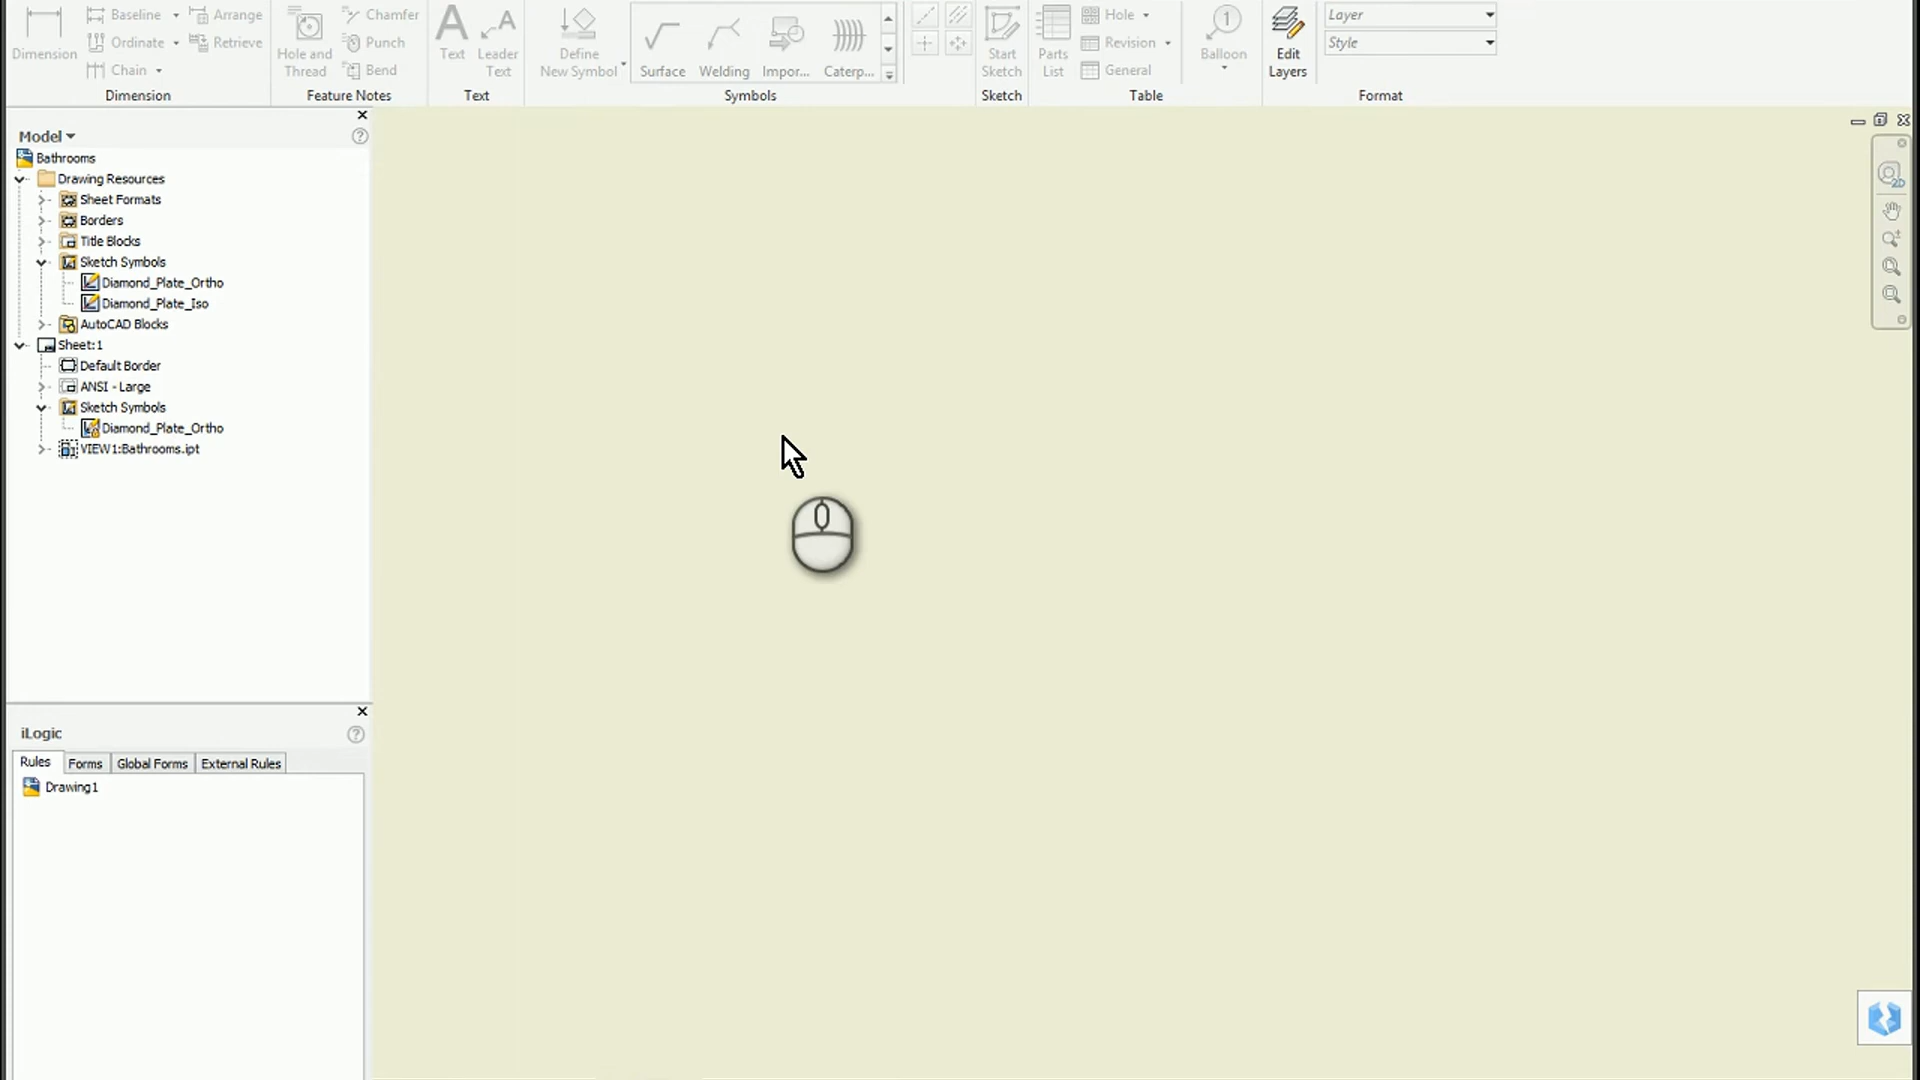 Baseline Arrange
Dimension Ordinate Retrieve
Chain
Dimension
Hole and Thread
Chamfer
Punch
Bend
Feature Notes
Text Leader Text
Text
Define New Symbol
Surface Welding Impor... Caterp...
Symbols
Start Sketch
Sketch
Parts List
Hole
Revision
General
Table
1
Balloon
Edit Layers
Layer
Style
Format
Model
Bathrooms
Drawing Resources
Sheet Formats
Borders
Title Blocks
Sketch Symbols
Diamond_Plate_Ortho
Diamond_Plate_Iso
AutoCAD Blocks
Sheet:1
Default Border
ANSI - Large
Sketch Symbols
Diamond_Plate_Ortho
VIEW1:Bathrooms.ipt
2D
iLogic
Rules Forms Global Forms External Rules
Drawing1